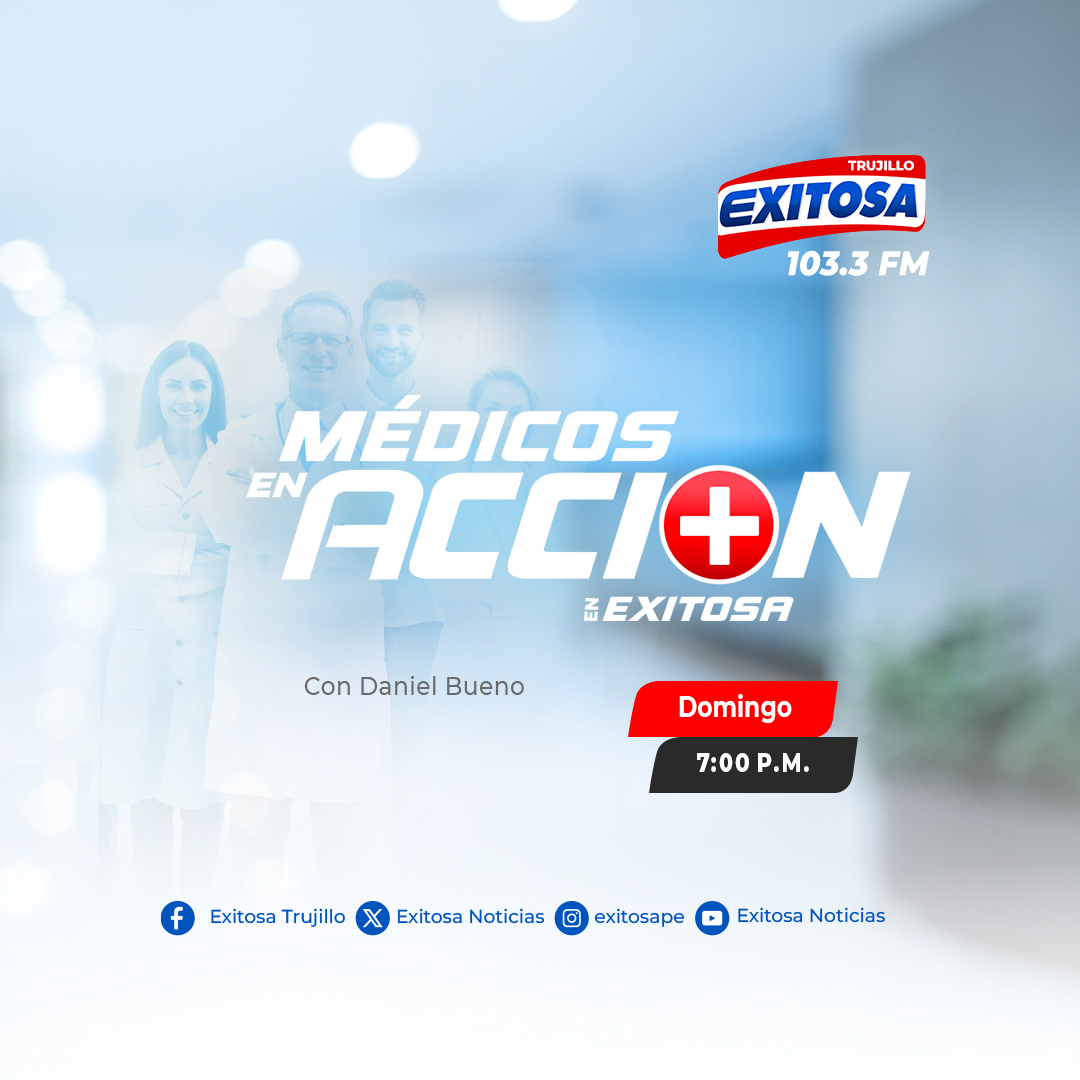 TRUJILLO
EXITOSA
103.3 FM
MÉDICOS
EN ACCIÓN
EN EXITOSA
Con Daniel Bueno
Domingo
7:00 P.M.
Exitosa Trujillo Exitosa Noticias exitosape Exitosa Noticias